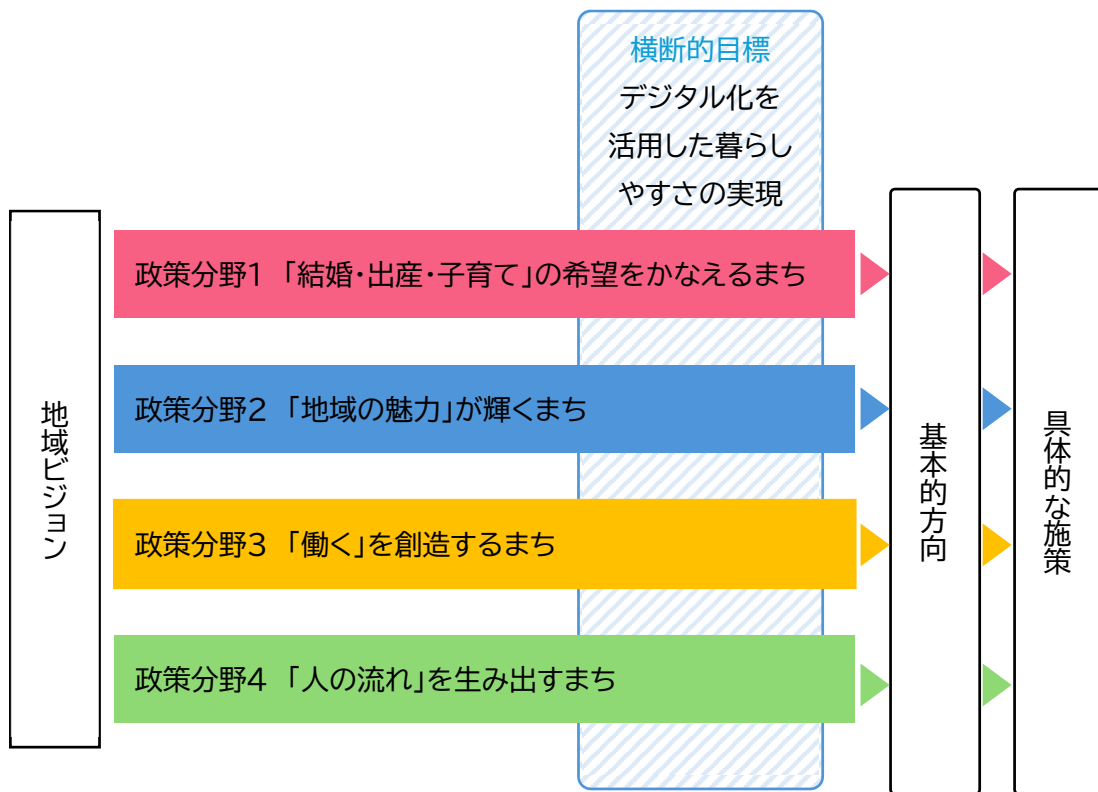 横断的目標
デジタル化を
活用した暮らし
やすさの実現
地域ビジョン
政策分野1 「結婚・出産・子育て」の希望をかなえるまち
政策分野2 「地域の魅力」が輝くまち
政策分野3 「働く」を創造するまち
政策分野4 「人の流れ」を生み出すまち
基本的方向
具体的な施策